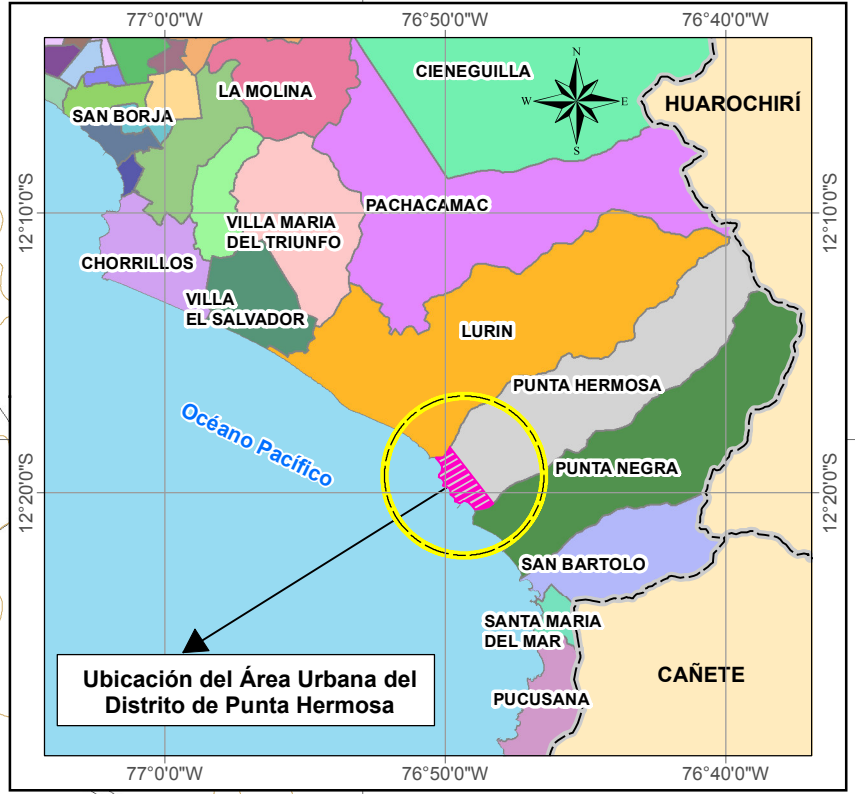 77°0'0"W
76°50'0"W
76°40'0"W
CIENEGUILLA
N
W
E
S
LA MOLINA
HUAROCHIRÍ
SAN BORJA
12°10'0"S
12°10'0"S
PACHACAMAC
VILLA MARIA
DEL TRIUNFO
CHORRILLOS
VILLA
EL SALVADOR
LURIN
PUNTA HERMOSA
Océano Pacífico
PUNTA NEGRA
12°20'0"S
12°20'0"S
SAN BARTOLO
SANTA MARIA
DEL MAR
Ubicación del Área Urbana del
Distrito de Punta Hermosa
CAÑETE
PUCUSANA
77°0'0"W
76°50'0"W
76°40'0"W